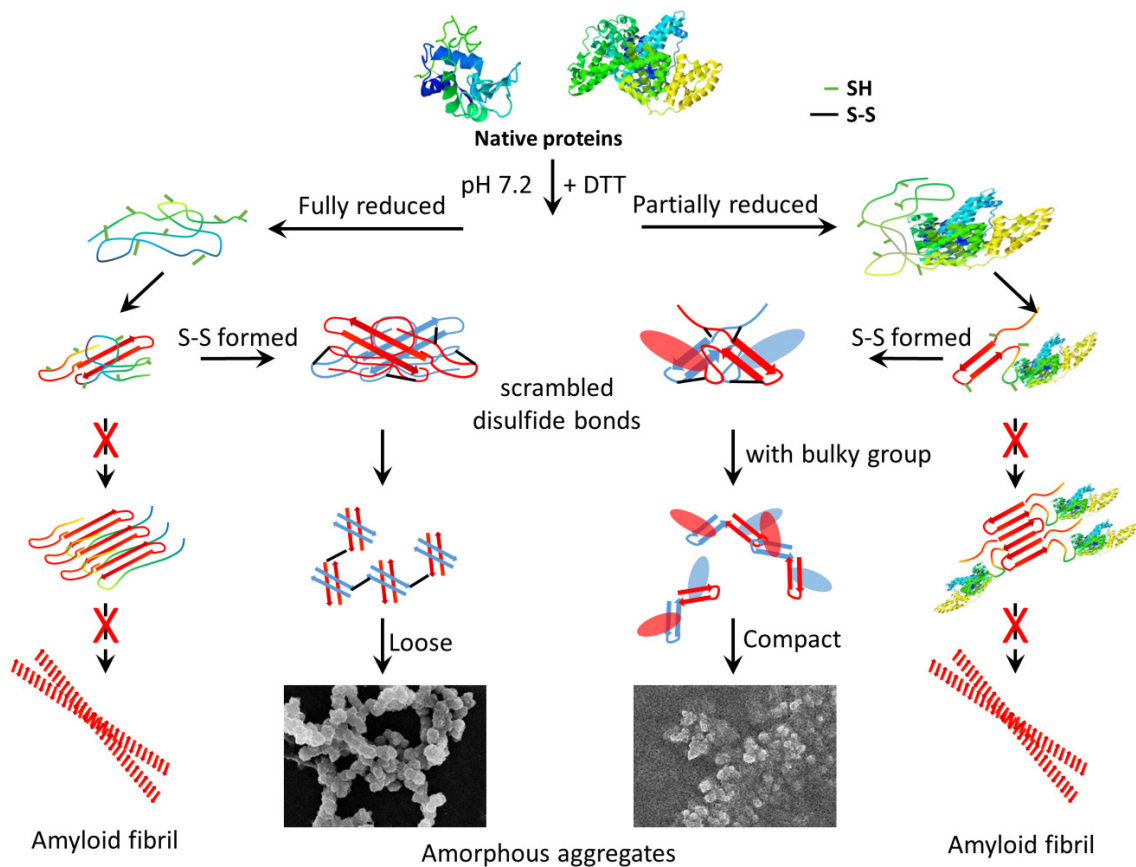 SH
S-S
Native proteins
pH 7.2
+ DTT
Fully reduced
Partially reduced
S-S formed
S-S formed
scrambled
disulfide bonds
X
X
with bulky group
X
X
Loose
Compact
Amyloid fibril
Amorphous aggregates
Amyloid fibril